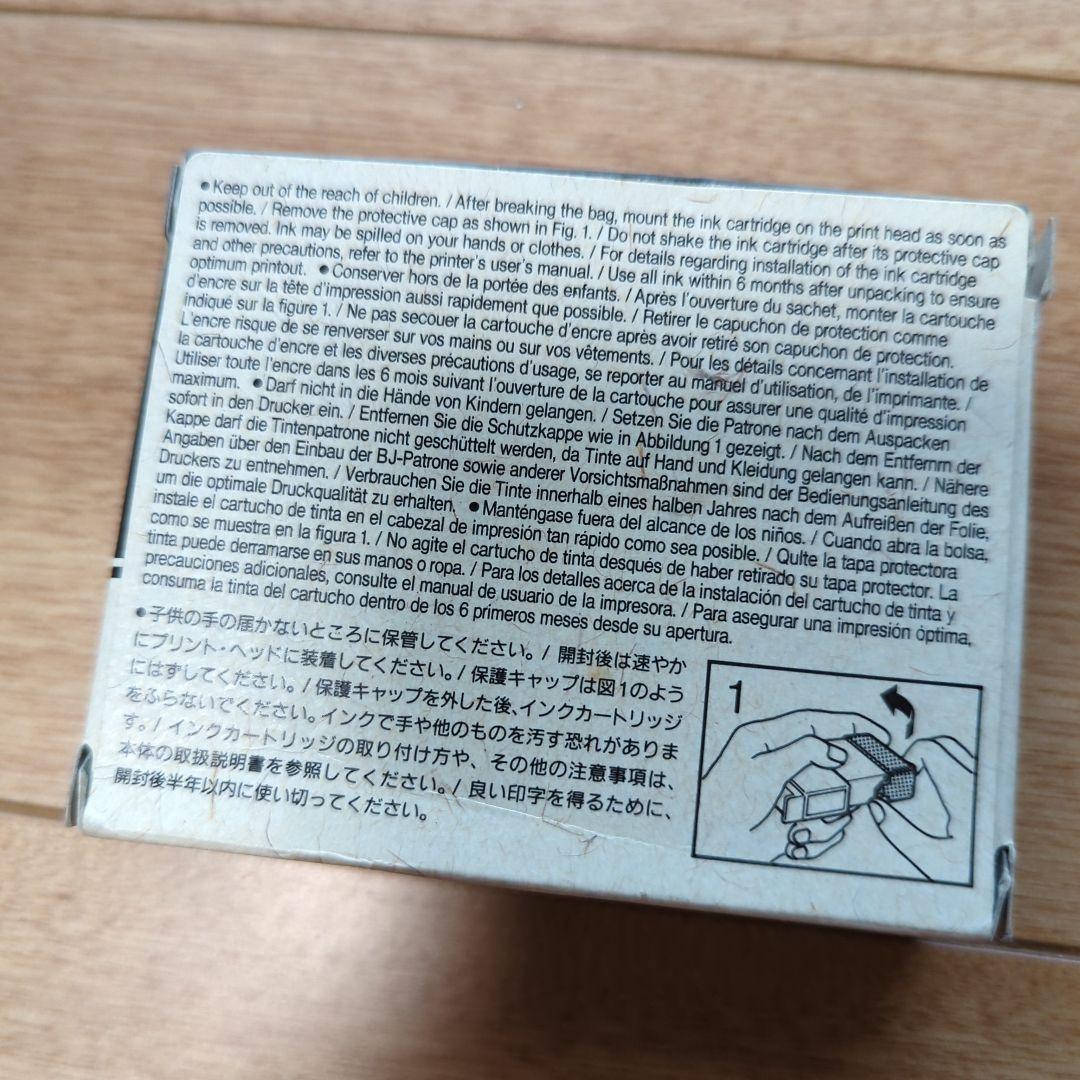 ●Keep out of the reach of children. / After breaking the bag, mount the ink cartridge on the print head as soon as
possible. / Remove the protective cap as shown in Fig. 1. / Do not shake the ink cartridge after its protective cap
is removed. Ink may be spilled on your hands or clothes. / For details regarding installation of the ink cartridge
and other precautions, refer to the printer's user's manual. / Use all ink within 6 months after unpacking to ensure
optimum printout. ●Conserver hors de la portée des enfants. / Après l'ouverture du sachet, monter la cartouche
d'encre sur la tête d'impression aussi rapidement que possible. / Retirer le capuchon de protection comme
indiqué sur la figure 1. / Ne pas secouer la cartouche d'encre après avoir retiré son capuchon de protection.
L'encre risque de se renverser sur vos mains ou sur vos vêtements. / Pour les détails concernant l'installation de
la cartouche d'encre et les diverses précautions d'usage, se reporter au manuel d'utilisation, de l'imprimante. /
Utiliser toute l'encre dans les 6 mois suivant l'ouverture de la cartouche pour assurer une qualité d'impression
maximum. ●Darf nicht in die Hände von Kindern gelangen. / Setzen Sie die Patrone nach dem Auspacken
sofort in den Drucker ein. / Entfernen Sie die Schutzkappe wie in Abbildung 1 gezeigt. / Nach dem Entfernm der
Kappe darf die Tintenpatrone nicht geschüttelt werden, da Tinte auf Hand und Kleidung gelangen kann. / Nähere
Angaben über den Einbau der BJ-Patrone sowie anderer Vorsichtsmaßnahmen sind der Bedienungsanleitung des
Druckers zu entnehmen. / Verbrauchen Sie die Tinte innerhalb eines halben Jahres nach dem Aufreißen der Folie,
um die optimale Druckqualität zu erhalten. ●Manténgase fuera del alcance de los niños. / Cuando abra la bolsa,
instale el cartucho de tinta en el cabezal de impresión tan rápido como sea posible. / Quite la tapa protectora
como se muestra en la figura 1. / No agite el cartucho de tinta después de haber retirado su tapa protector. La
tinta puede derramarse en sus manos o ropa. / Para los detalles acerca de la instalación del cartucho de tinta y
precauciones adicionales, consulte el manual de usuario de la impresora. / Para asegurar una impresión óptima,
consuma la tinta del cartucho dentro de los 6 primeros meses desde su apertura.
●子供の手の届かないところに保管してください。/ 開封後は速やか
にプリント・ヘッドに装着してください。/ 保護キャップは図1のよう
にはずしてください。/ 保護キャップを外した後、インクカートリッジ
をふらないでください。インクで手や他のものを汚す恐れがありま
す。/ インクカートリッジの取り付け方や、その他の注意事項は、
本体の取扱説明書を参照してください。/ 良い印字を得るために、
開封後半年以内に使い切ってください。
1